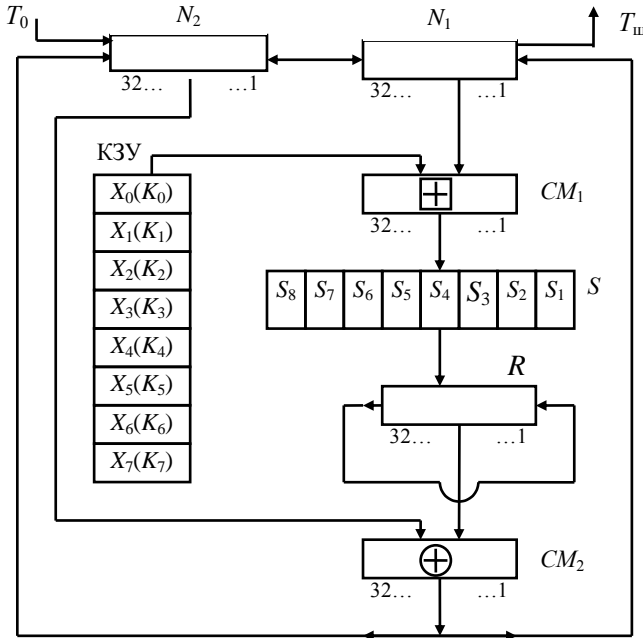 T₀ N₂ N₁ Tш
32… …1 32… …1
КЗУ
X₀(K₀) CM₁
X₁(K₁) 32… …1
X₂(K₂)
X₃(K₃) S₈ S₇ S₆ S₅ S₄ S₃ S₂ S₁ S
X₄(K₄)
X₅(K₅) R
X₆(K₆) 32… …1
X₇(K₇)
CM₂
32… …1